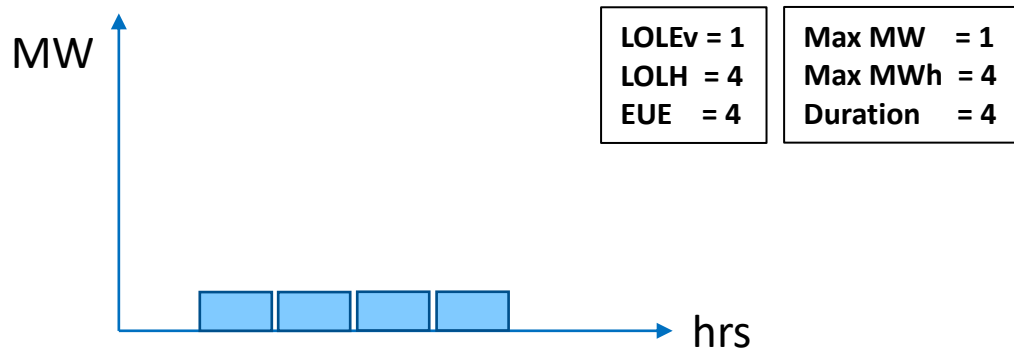 MW
LOLEv = 1
LOLH = 4
EUE = 4
Max MW = 1
Max MWh = 4
Duration = 4
hrs